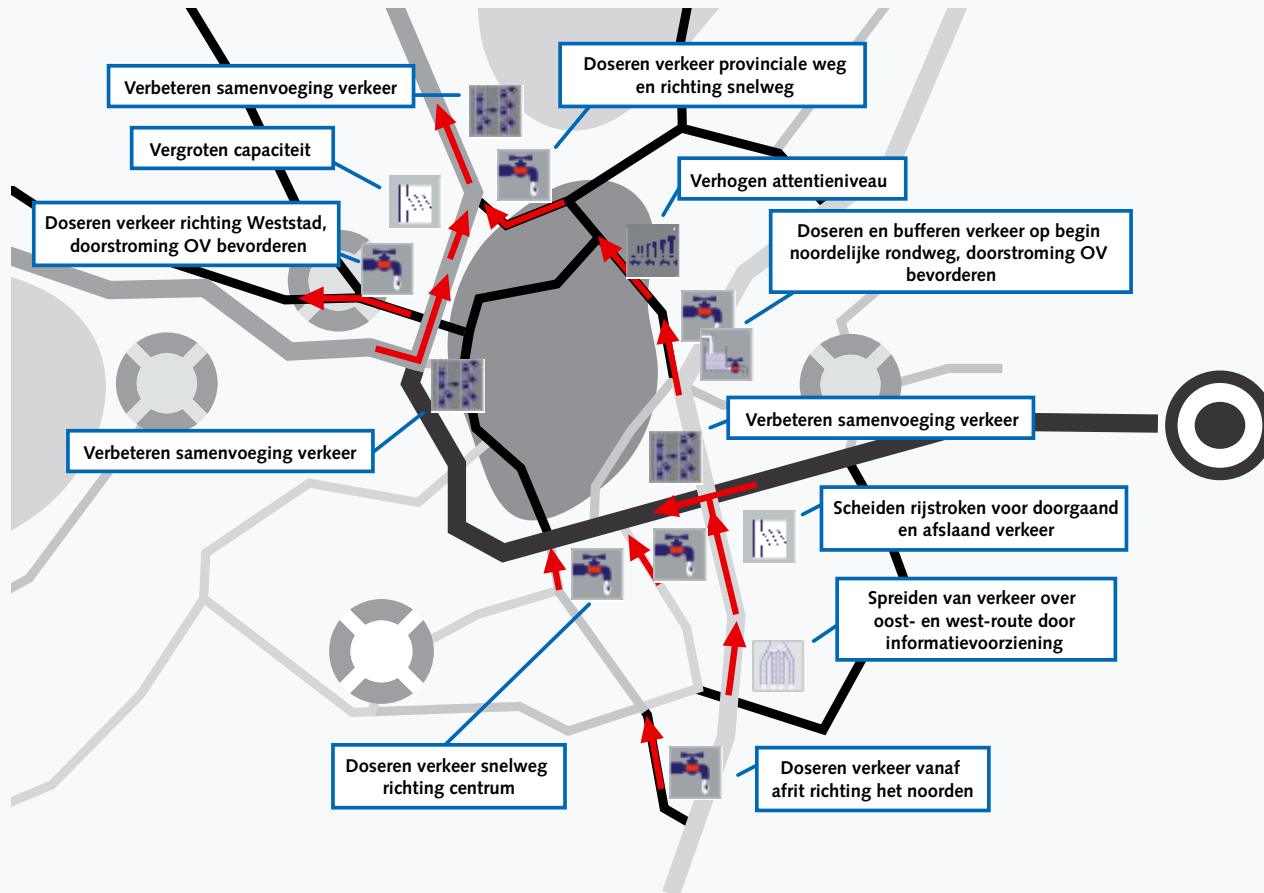 Doseren verkeer provinciale weg
en richting snelweg
Verbeteren samenvoeging verkeer
Vergroten capaciteit
Verhogen attentieniveau
Doseren verkeer richting Weststad,
doorstroming OV bevorderen
Doseren en bufferen verkeer op begin
noordelijke rondweg, doorstroming OV
bevorderen
Verbeteren samenvoeging verkeer
Verbeteren samenvoeging verkeer
Scheiden rijstroken voor doorgaand
en afslaand verkeer
Spreiden van verkeer over
oost- en west-route door
informatievoorziening
Doseren verkeer snelweg
richting centrum
Doseren verkeer vanaf
afrit richting het noorden